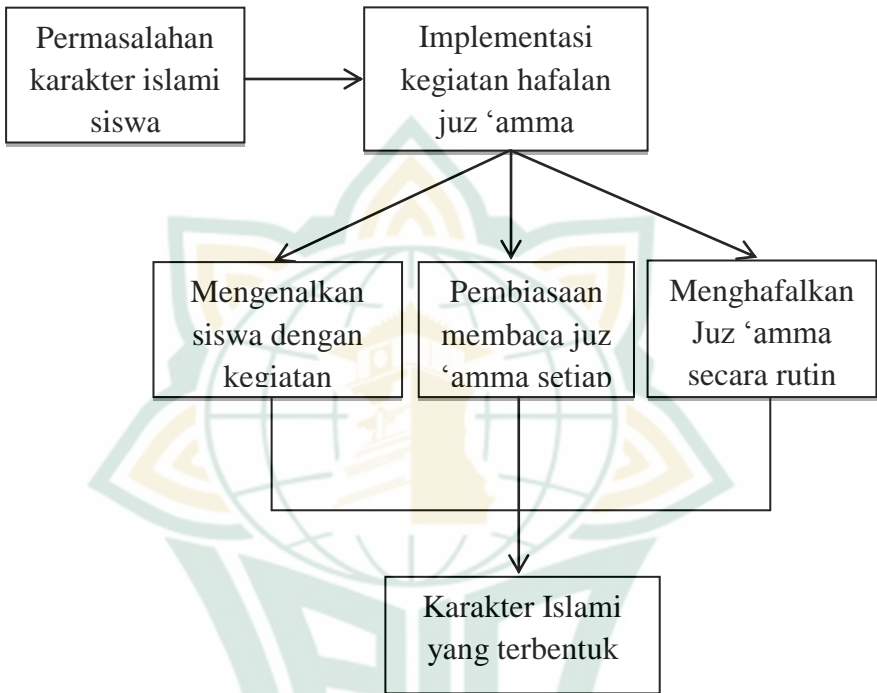 Permasalahan
karakter islami
siswa
Implementasi
kegiatan hafalan
juz ‘amma
Mengenalkan
siswa dengan
kegiatan
Pembiasaan
membaca juz
‘amma setiap
Menghafalkan
Juz ‘amma
secara rutin
Karakter Islami
yang terbentuk